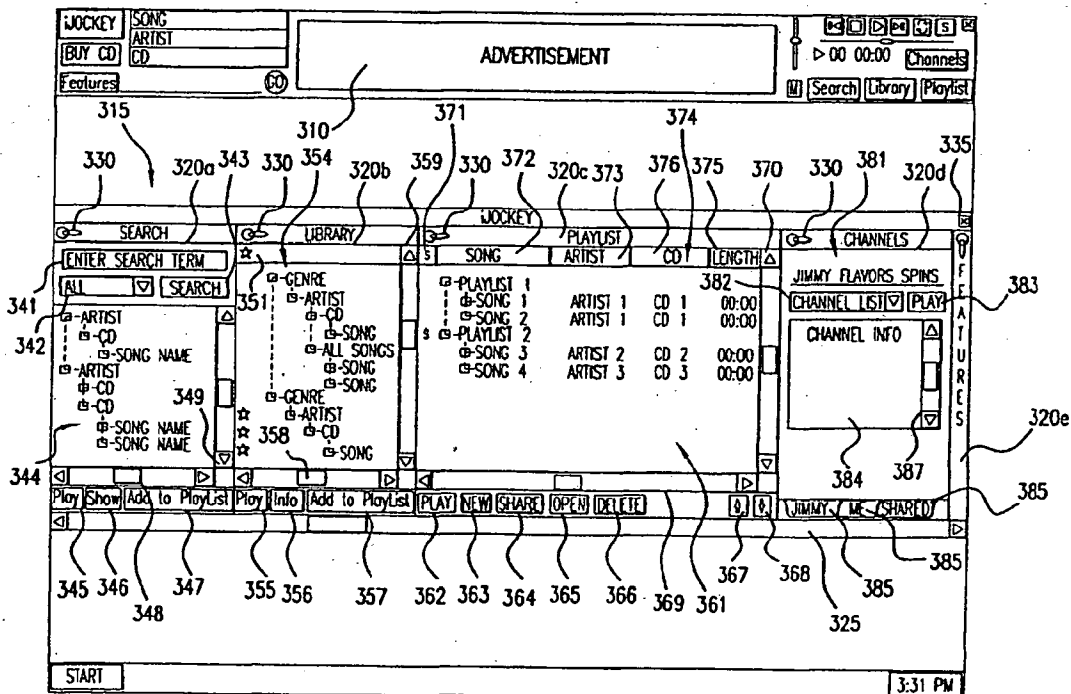 iJOCKEY
SONG
ARTIST
BUY CD
CD
Features
GO
ADVERTISEMENT
S
00 00:00
Channels
M
Search
Library
Playlist
315
310
371
374
335
330
320a
343
330
354
320b
359
372
330
320c
373
376
375
370
330
381
320d
iJOCKEY
SEARCH
LIBRARY
PLAYLIST
CHANNELS
ENTER SEARCH TERM
S
SONG
ARTIST
CD
LENGTH
341
ALL
SEARCH
351
JIMMY FLAVORS SPINS
382
CHANNEL LIST
PLAY
383
342
ARTIST
CD
SONG NAME
ARTIST
CD
CD
SONG NAME
SONG NAME
349
344
GENRE
ARTIST
CD
SONG
ALL SONGS
SONG
SONG
GENRE
ARTIST
CD
SONG
358
PLAYLIST 1
SONG 1 ARTIST 1 CD 1 00:00
SONG 2 ARTIST 1 CD 1 00:00
S PLAYLIST 2
SONG 3 ARTIST 2 CD 2 00:00
SONG 4 ARTIST 3 CD 3 00:00
CHANNEL INFO
FEATURES
320e
384
387
385
Play
Show
Add to PlayList
Play
Info
Add to PlayList
PLAY
NEW
SHARE
OPEN
DELETE
JIMMY
ME
SHARED
345
346
348
347
355
356
357
362
363
364
365
366
369
361
367
368
325
385
385
START
3:31 PM